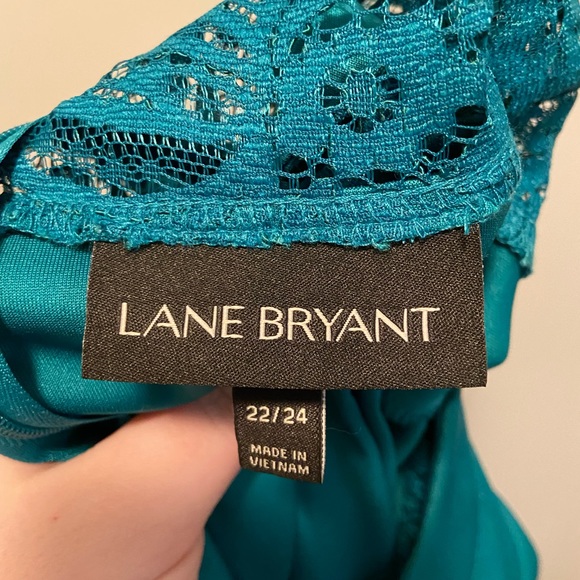 LANE BRYANT
22/24
MADE IN
VIETNAM